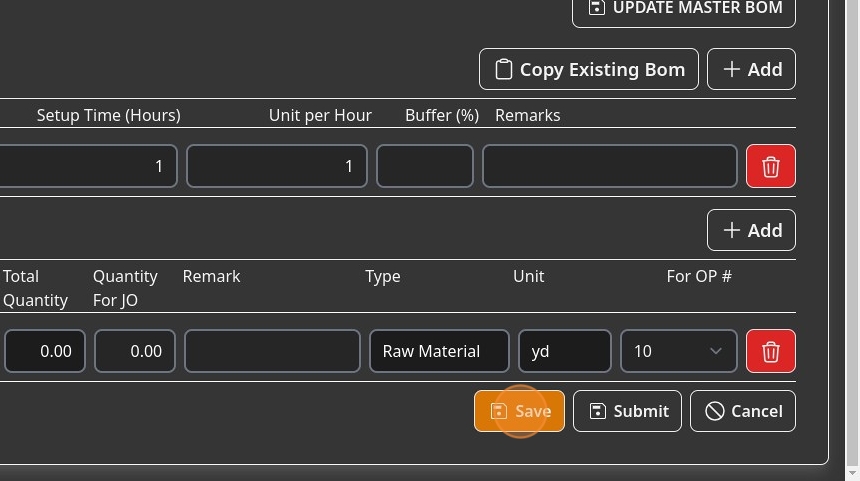 UPDATE MASTER BOM
Copy Existing Bom Add
Setup Time (Hours) Unit per Hour Buffer (%) Remarks
1 1
Add
Total Quantity Quantity For JO Remark Type Unit For OP #
0.00 0.00 Raw Material yd 10
Save Submit Cancel